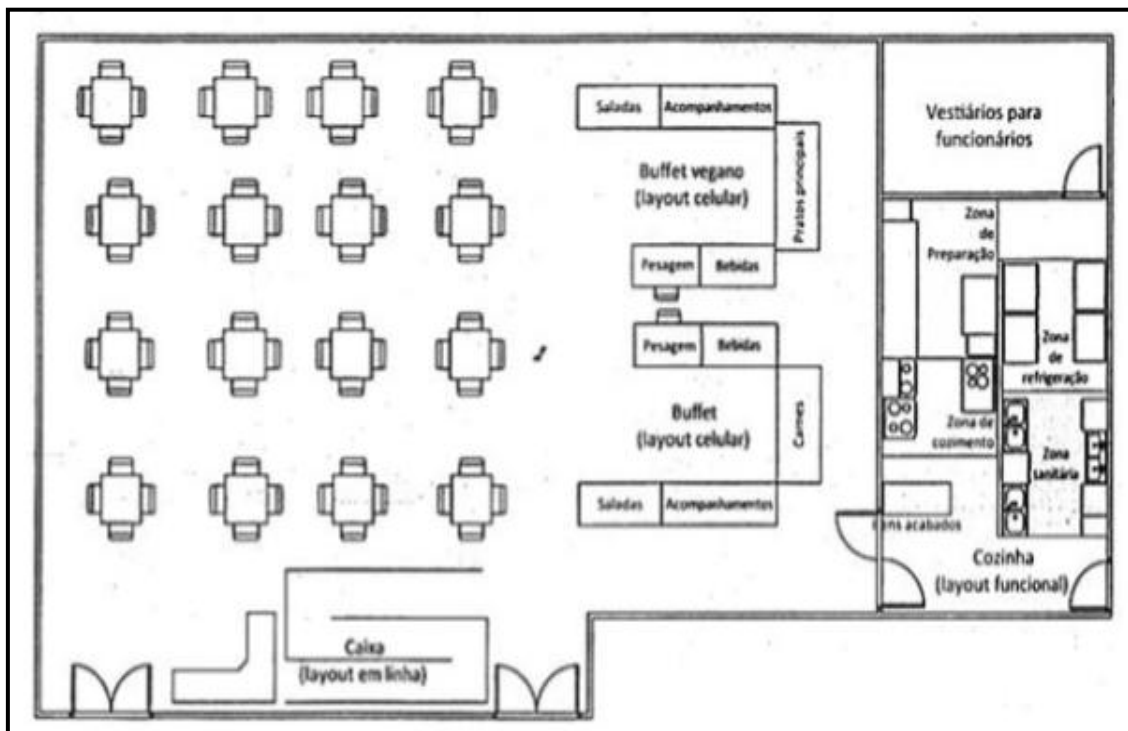 Saladas
Acompanhamentos
Buffet vegano
(layout celular)
Pratos principais
Pesagem
Bebidas
Pesagem
Bebidas
Buffet
(layout celular)
Carnes
Saladas
Acompanhamentos
Caixa
(layout em linha)
Vestiários para
funcionários
Zona
de
Preparação
Zona
de
refrigeração
Zona de
cozimento
Zona
sanitária
acabados
Cozinha
(layout funcional)